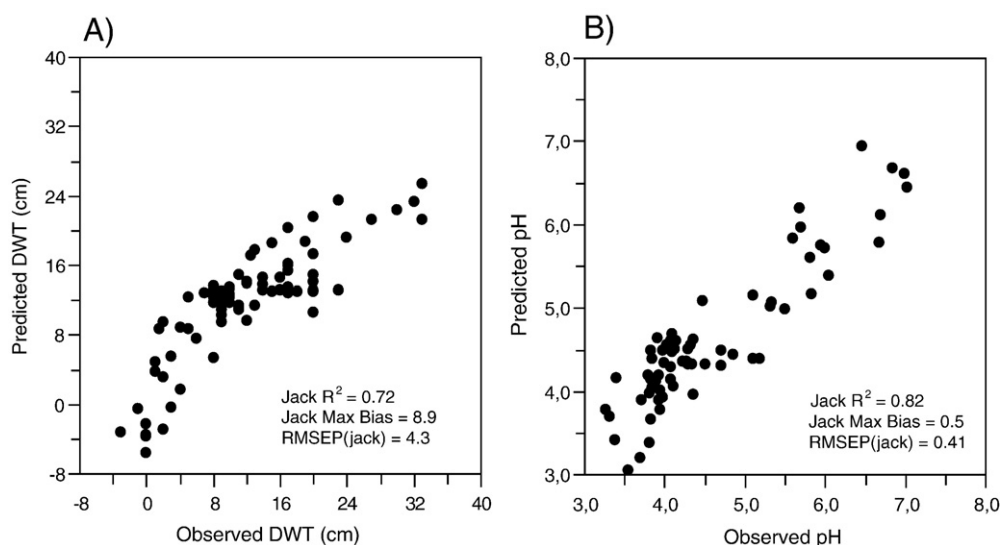 A)
40
32
24
16
8
0
-8
-8
0
8
16
24
32
40
Predicted DWT (cm)
Observed DWT (cm)
Jack R² = 0.72
Jack Max Bias = 8.9
RMSEP(jack) = 4.3
B)
8,0
7,0
6,0
5,0
4,0
3,0
3,0
4,0
5,0
6,0
7,0
8,0
Predicted pH
Observed pH
Jack R² = 0.82
Jack Max Bias = 0.5
RMSEP(jack) = 0.41